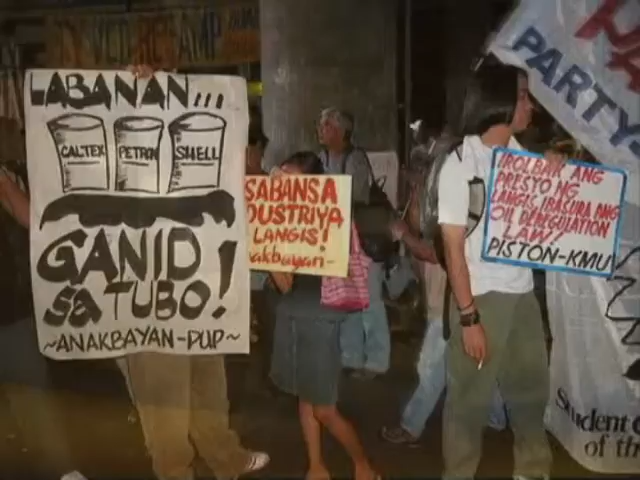 LABANAN...
CALTEX PETRON SHELL
GANID
SA TUBO!
~ANAKBAYAN-PUP~
SABANSA
DUSTRIYA
LANGIS!
akbayan-
IROLBAK ANG
PRESYO NG
LANGIS IBASURA ANG
OIL DEREGULATION
LAW!
PISTON-KMU
PA
PARTY-
Student C
of th